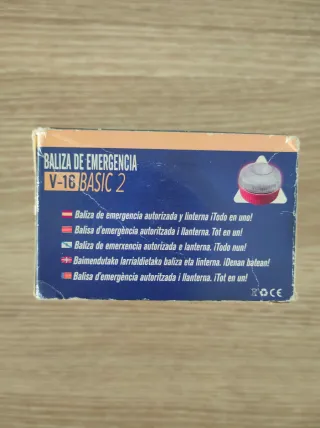 BALIZA DE EMERGENCIA
V-16 BASIC 2
Baliza de emergencia autorizada y linterna ¡Todo en uno!
Balisa d'emergència autoritzada i llanterna. Tot en un!
Baliza de emerxencia autorizada e lanterna. ¡Todo nun!
Baimendutako larrialdietako baliza eta linterna. ¡Denan batean!
Balisa d'emergència autoritzada i llanterna. ¡Tot en un!
CE